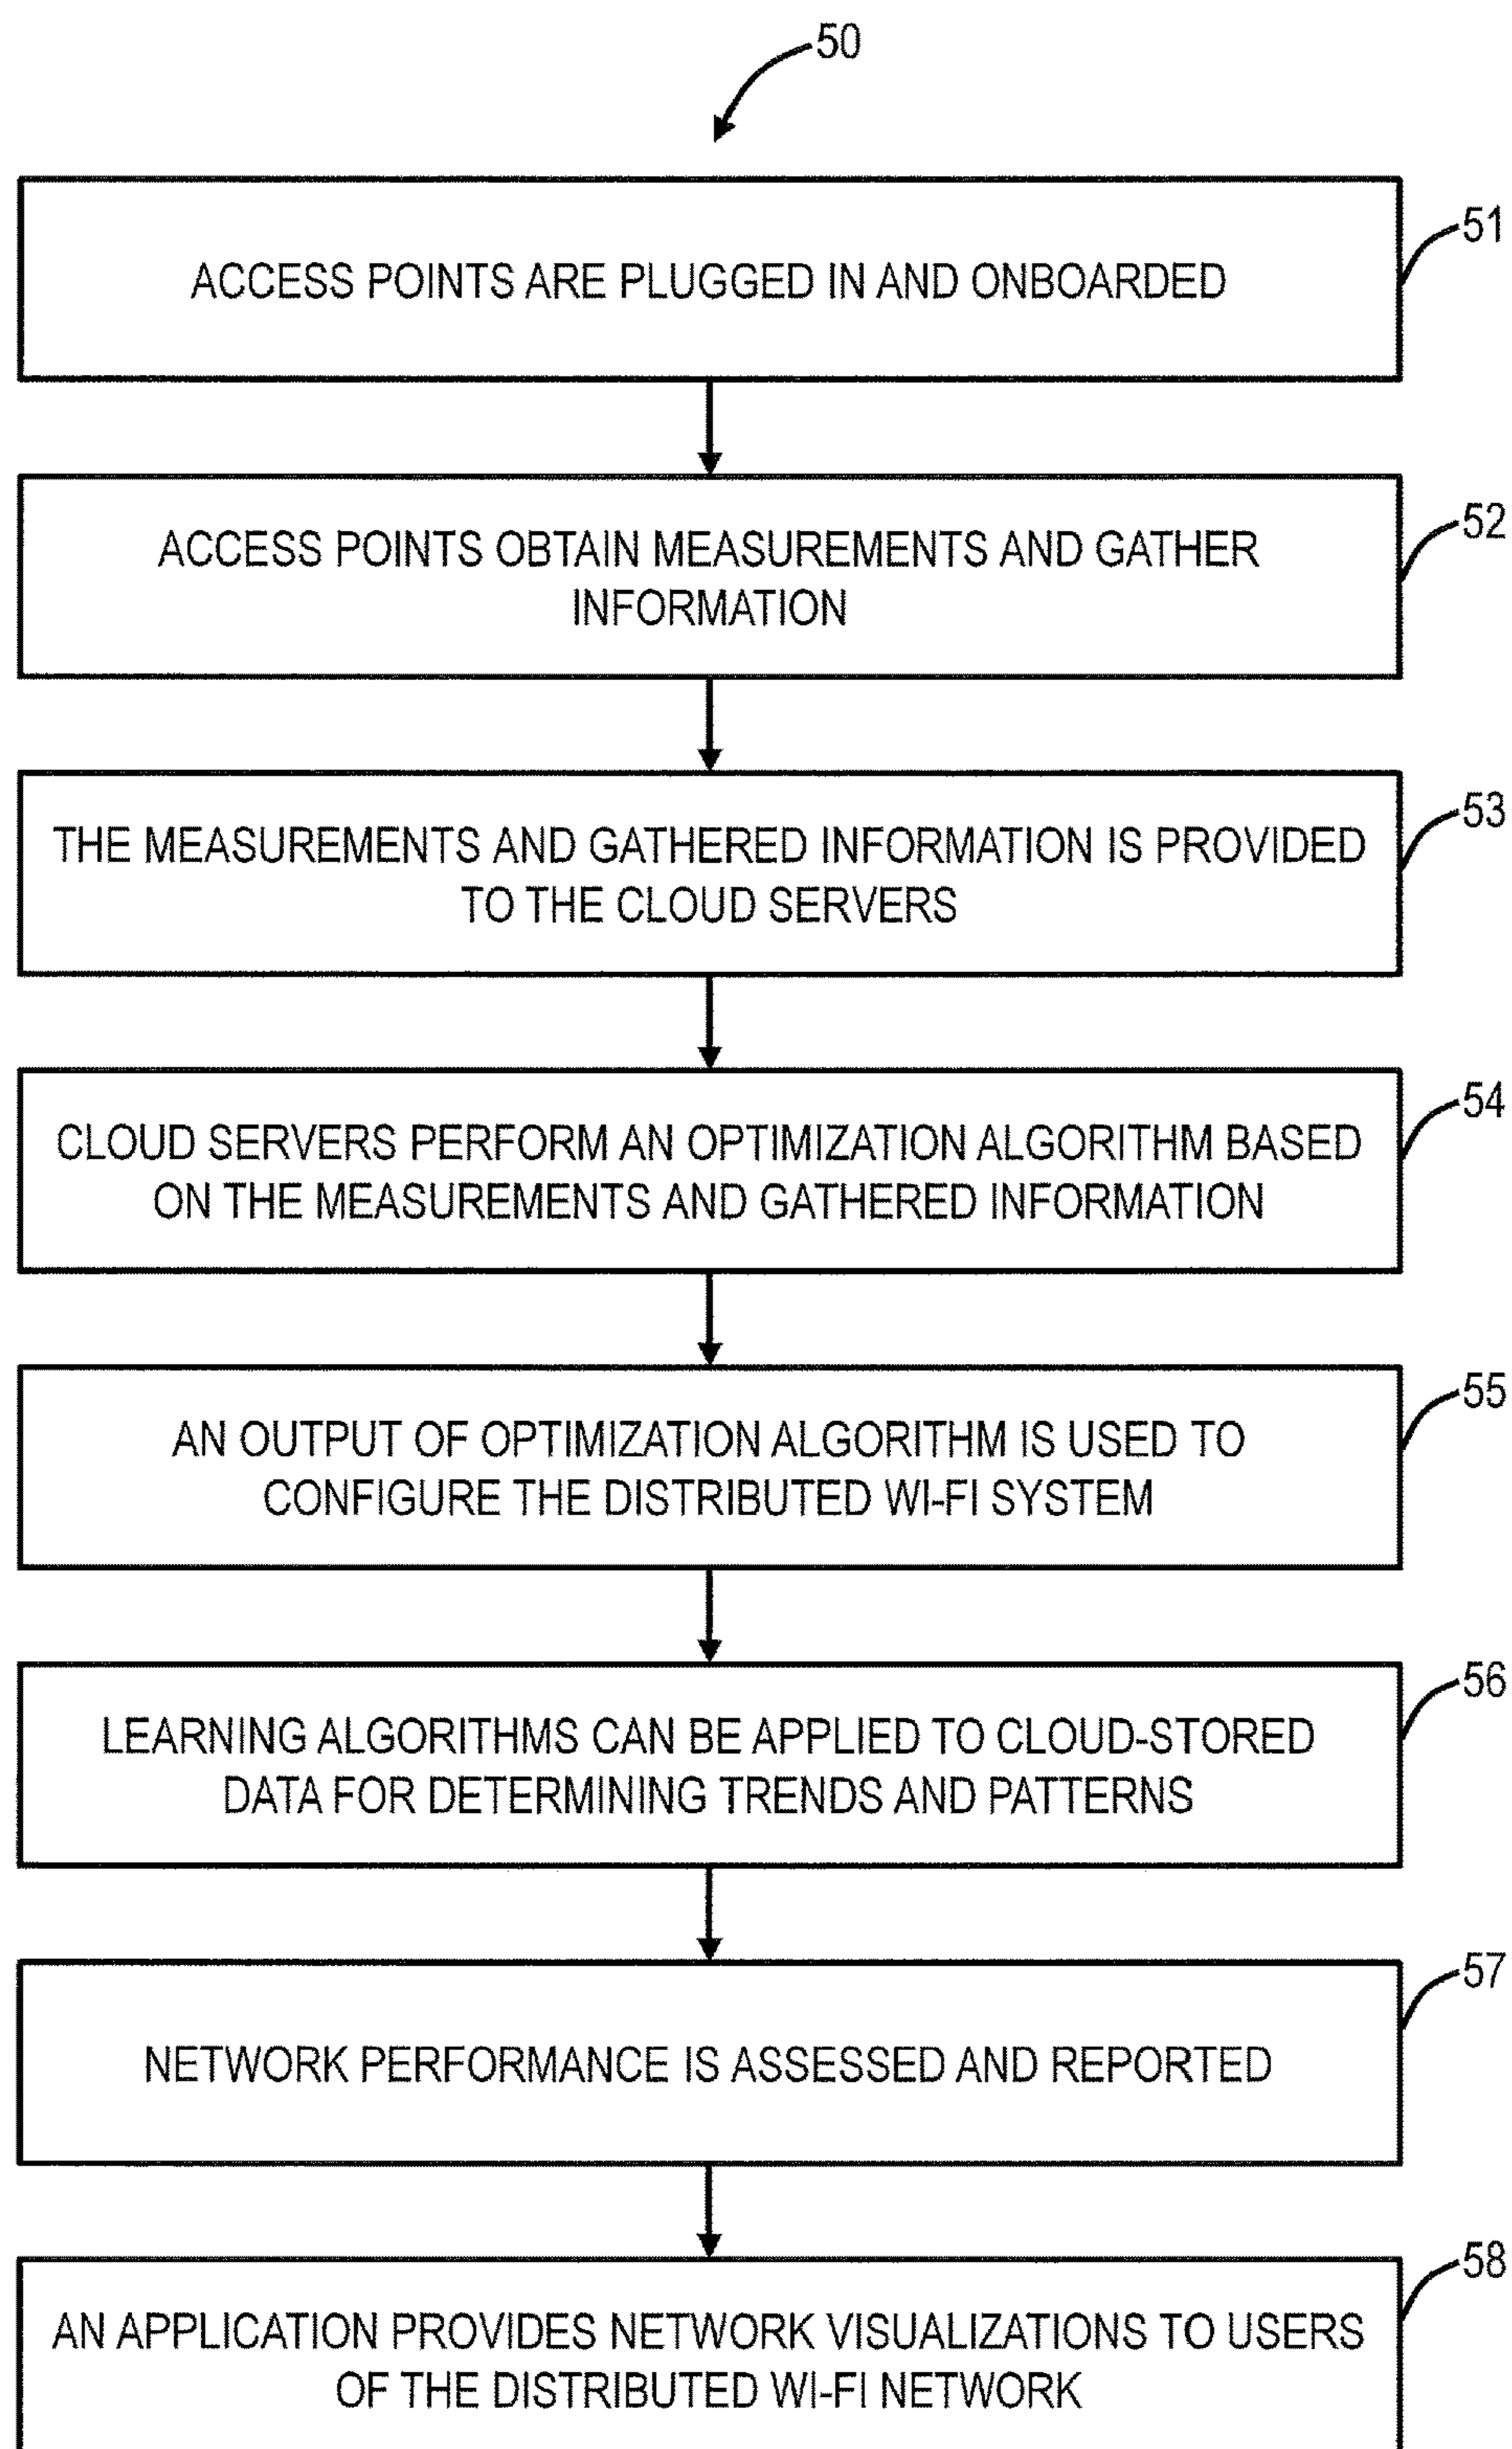 50
51
ACCESS POINTS ARE PLUGGED IN AND ONBOARDED
52
ACCESS POINTS OBTAIN MEASUREMENTS AND GATHER
INFORMATION
53
THE MEASUREMENTS AND GATHERED INFORMATION IS PROVIDED
TO THE CLOUD SERVERS
54
CLOUD SERVERS PERFORM AN OPTIMIZATION ALGORITHM BASED
ON THE MEASUREMENTS AND GATHERED INFORMATION
55
AN OUTPUT OF OPTIMIZATION ALGORITHM IS USED TO
CONFIGURE THE DISTRIBUTED WI-FI SYSTEM
56
LEARNING ALGORITHMS CAN BE APPLIED TO CLOUD-STORED
DATA FOR DETERMINING TRENDS AND PATTERNS
57
NETWORK PERFORMANCE IS ASSESSED AND REPORTED
58
AN APPLICATION PROVIDES NETWORK VISUALIZATIONS TO USERS
OF THE DISTRIBUTED WI-FI NETWORK